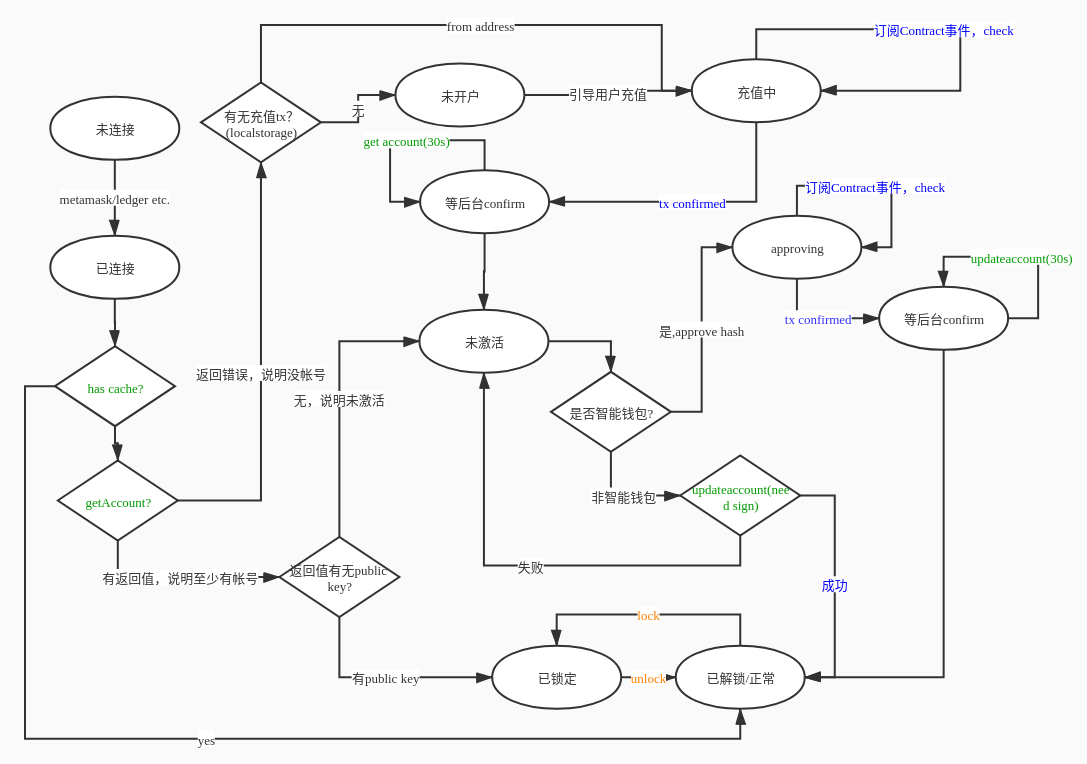 from address
订阅Contract事件，check
未开户
引导用户充值
充值中
有无充值tx?
(localstorage)
无
未连接
get account(30s)
metamask/ledger etc.
等后台confirm
tx confirmed
订阅Contract事件，check
approving
已连接
updateaccount(30s)
tx confirmed
等后台confirm
是,approve hash
未激活
返回错误，说明没帐号
has cache?
无，说明未激活
是否智能钱包?
getAccount?
非智能钱包
updateaccount(nee
d sign)
失败
有返回值，说明至少有帐号
返回值有无public
key?
成功
lock
有public key
已锁定
unlock
已解锁/正常
yes